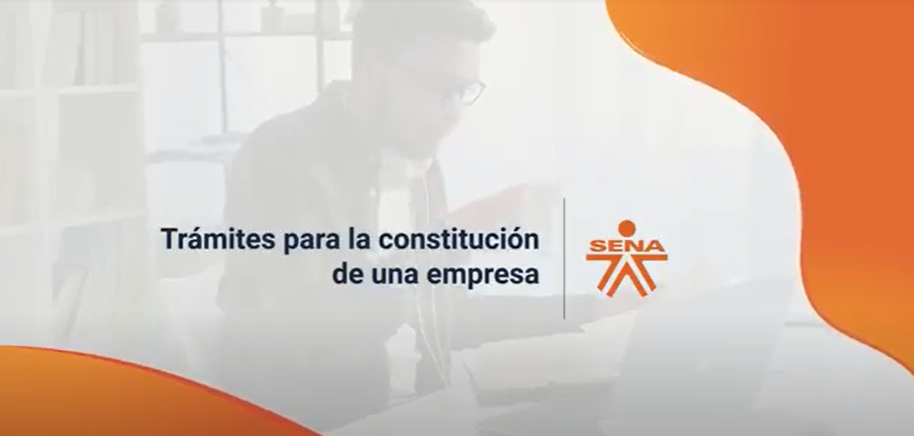 Trámites para la constitución
de una empresa
SENA